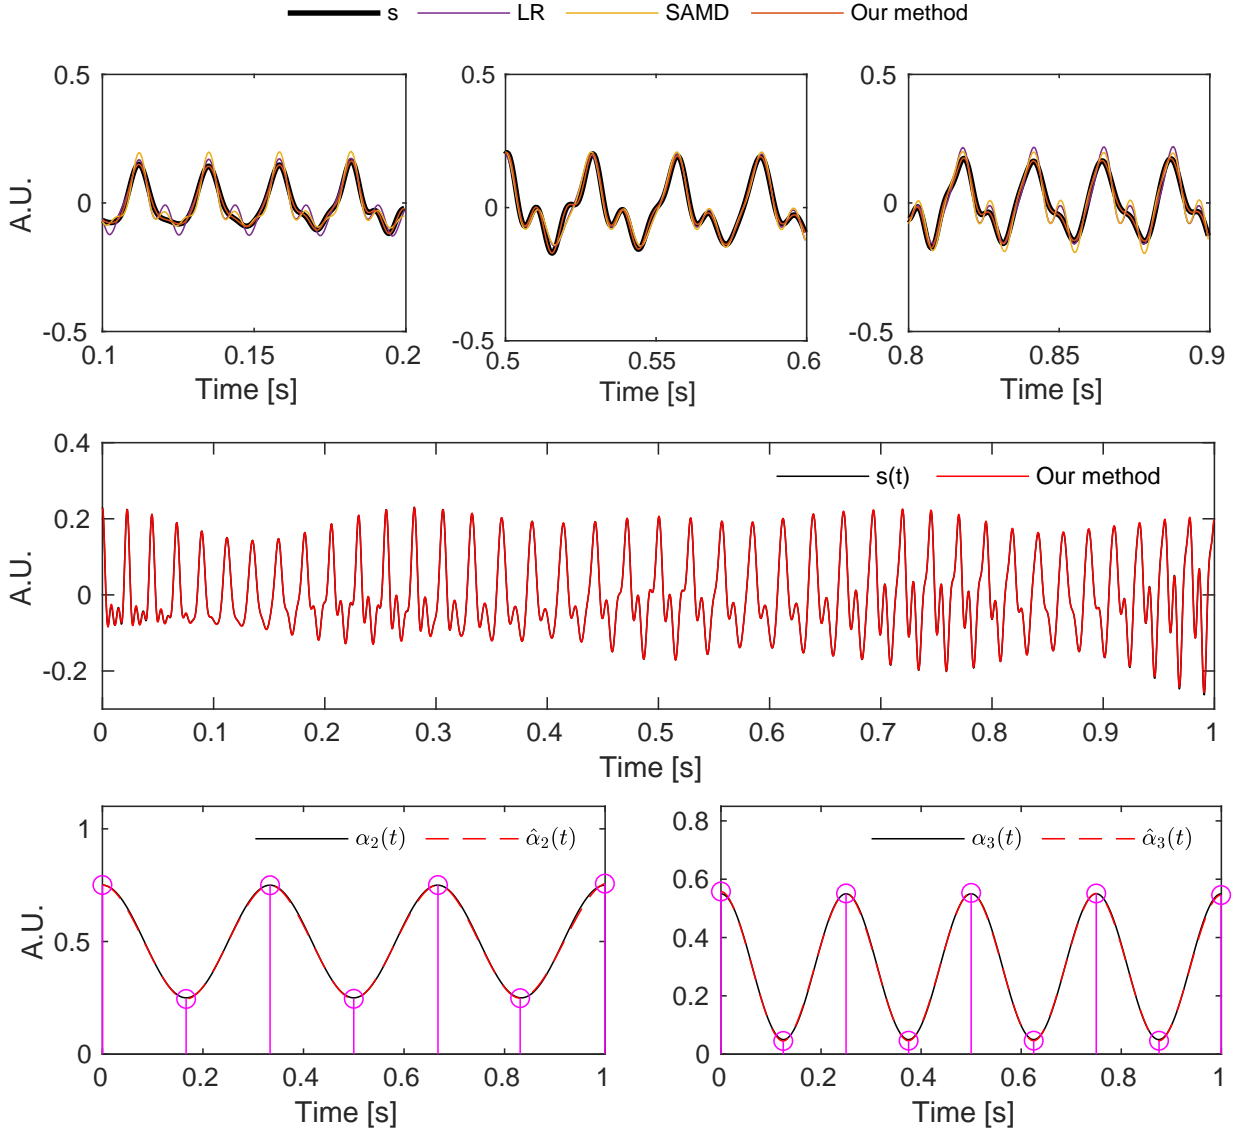 s LR SAMD Our method
0.5 0.5 0.5
A.U.
0 0 0
-0.5 -0.5 -0.5
0.1 0.15 0.2 0.5 0.55 0.6 0.8 0.85 0.9
Time [s] Time [s] Time [s]
0.4
s(t) Our method
0.2
A.U.
0
-0.2
0 0.1 0.2 0.3 0.4 0.5 0.6 0.7 0.8 0.9 1
Time [s]
1 0.8
α₂(t) α̂₂(t) α₃(t) α̂₃(t)
0.6
A.U.
0.5 0.4
0.2
0 0
0 0.2 0.4 0.6 0.8 1 0 0.2 0.4 0.6 0.8 1
Time [s] Time [s]